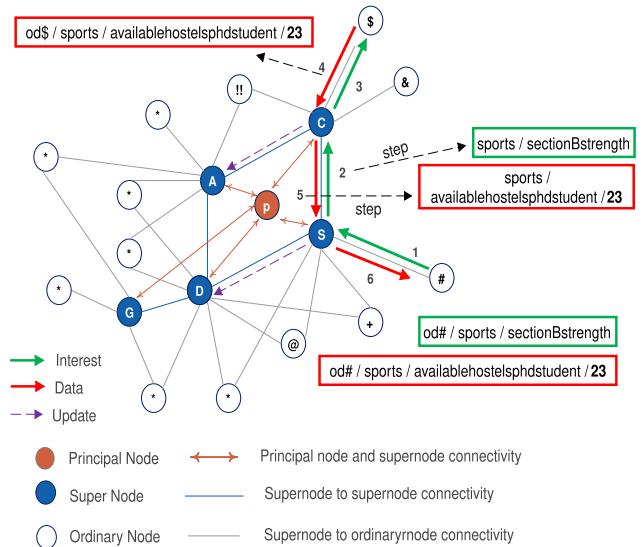 $
od$ / sports / availablehostelsphdstudent / 23
4
!!
&
3
*
C
step
sports / sectionBstrength
*
2
A
sports /
availablehostelsphdstudent / 23
*
5
p
step
S
1
*
6
#
*
D
G
+
od# / sports / sectionBstrength
@
Interest
od# / sports / availablehostelsphdstudent / 23
Data
*
*
Update
Principal Node
Principal node and supernode connectivity
Super Node
Supernode to supernode connectivity
Ordinary Node
Supernode to ordinarynode connectivity